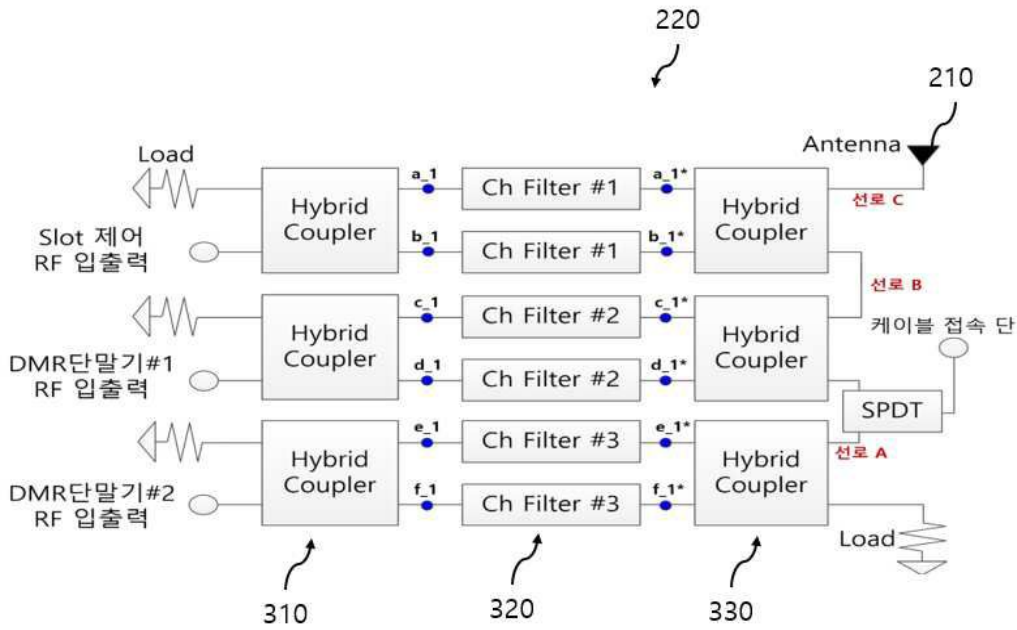 220
210
Antenna
Load
Hybrid
Coupler
a_1
Ch Filter #1
a_1*
Hybrid
Coupler
선로 C
Slot 제어
RF 입출력
b_1
Ch Filter #1
b_1*
선로 B
Hybrid
Coupler
c_1
Ch Filter #2
c_1*
Hybrid
Coupler
케이블 접속 단
DMR단말기#1
RF 입출력
d_1
Ch Filter #2
d_1*
SPDT
Hybrid
Coupler
e_1
Ch Filter #3
e_1*
Hybrid
Coupler
선로 A
DMR단말기#2
RF 입출력
f_1
Ch Filter #3
f_1*
Load
310
320
330